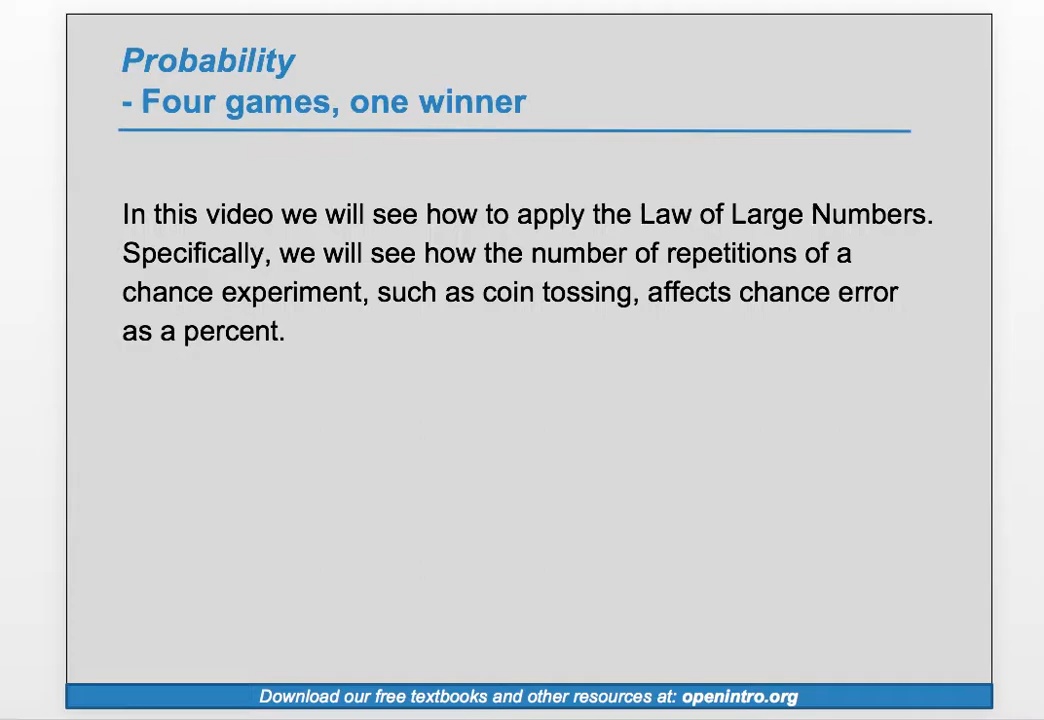 Probability
- Four games, one winner
In this video we will see how to apply the Law of Large Numbers.
Specifically, we will see how the number of repetitions of a
chance experiment, such as coin tossing, affects chance error
as a percent.
Download our free textbooks and other resources at: openintro.org